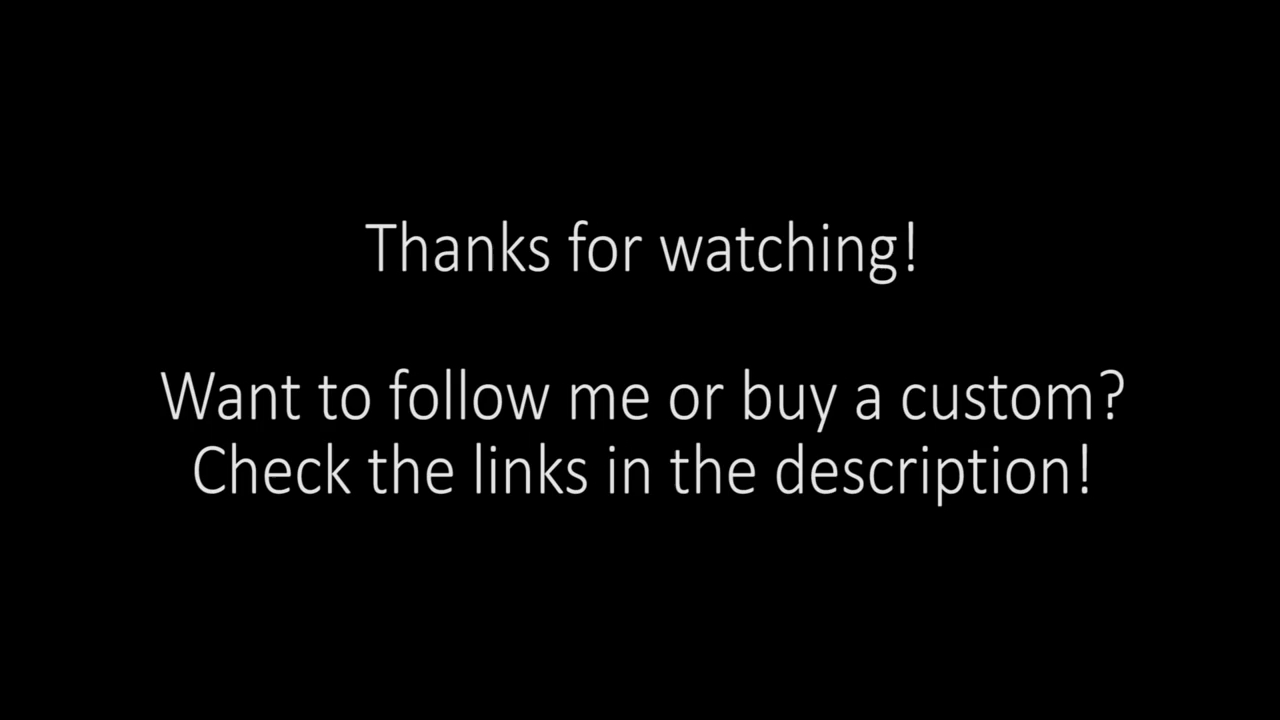 Thanks for watching!
Want to follow me or buy a custom?
Check the links in the description!